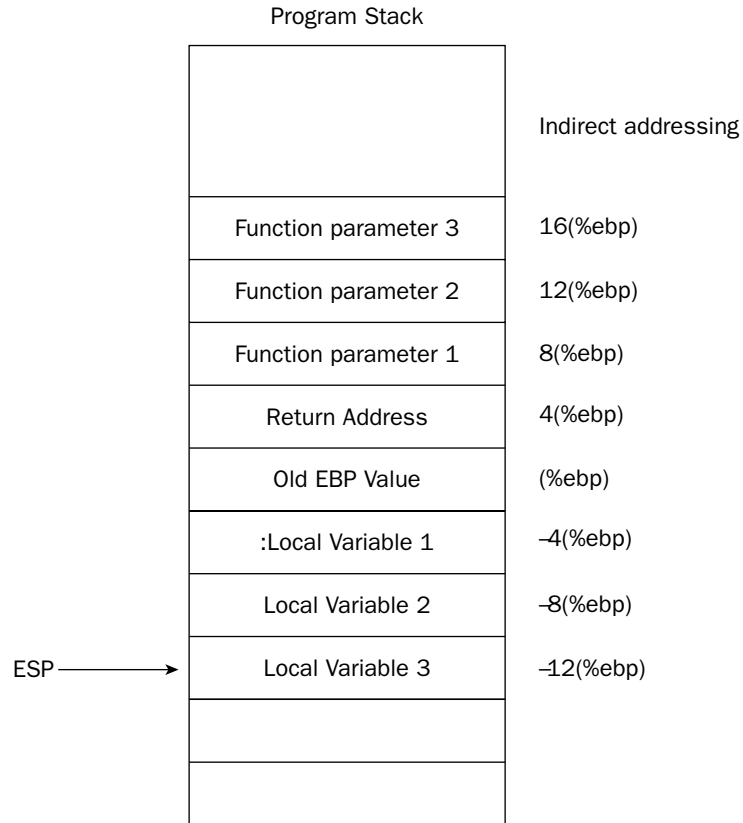 Program Stack
Indirect addressing
Function parameter 3 16(%ebp)
Function parameter 2 12(%ebp)
Function parameter 1 8(%ebp)
Return Address 4(%ebp)
Old EBP Value (%ebp)
:Local Variable 1 –4(%ebp)
Local Variable 2 –8(%ebp)
ESP Local Variable 3 –12(%ebp)